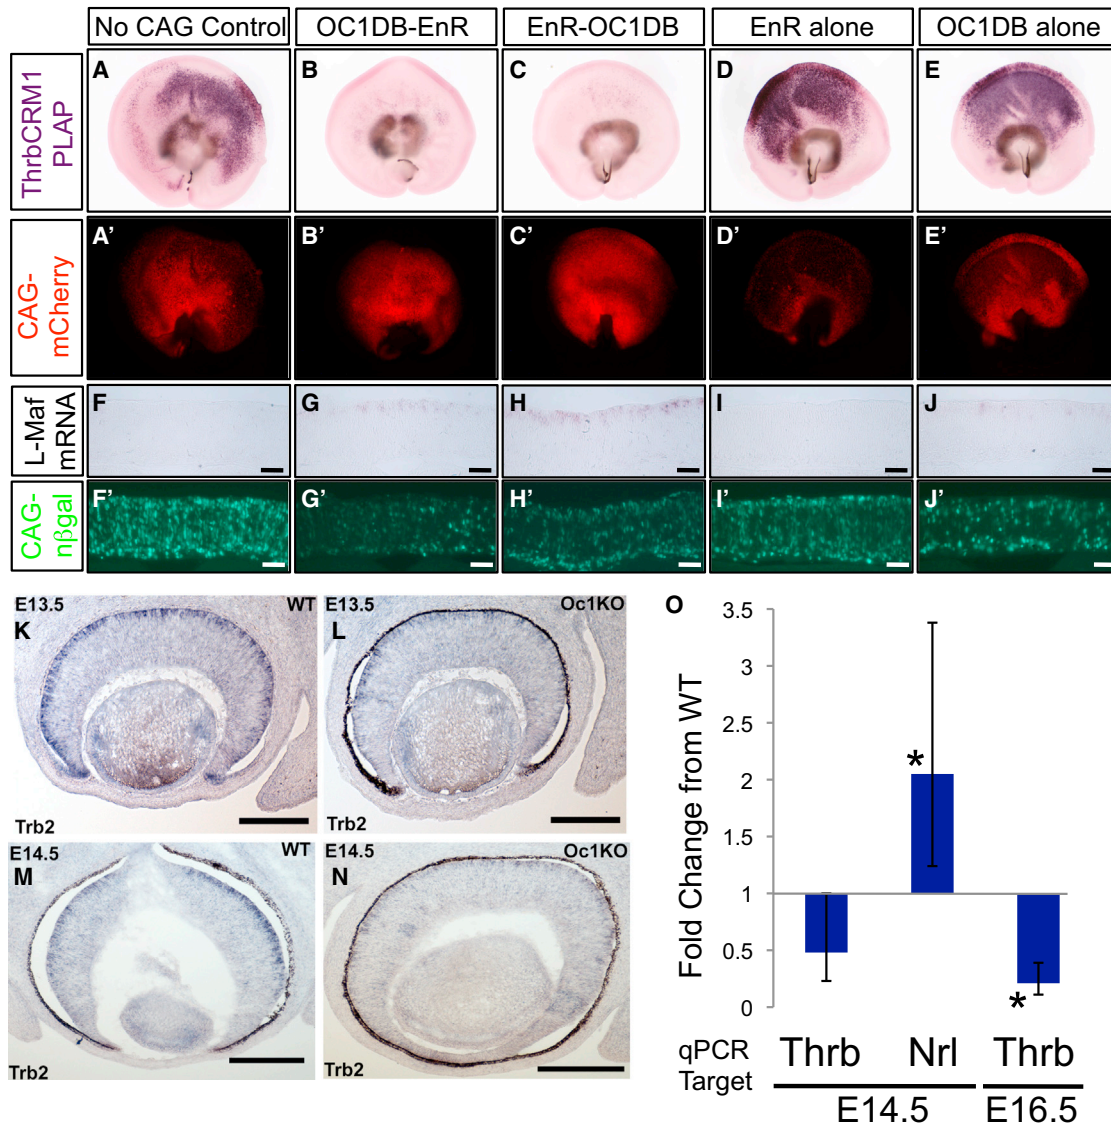 No CAG Control
OC1DB-EnR
EnR-OC1DB
EnR alone
OC1DB alone
ThrbCRM1
PLAP
A
B
C
D
E
CAG-
mCherry
A'
B'
C'
D'
E'
L-Maf
mRNA
F
G
H
I
J
CAG-
nβgal
F'
G'
H'
I'
J'
E13.5
WT
K
Trb2
E13.5
Oc1KO
L
Trb2
E14.5
WT
M
Trb2
E14.5
Oc1KO
N
Trb2
O
Fold Change from WT
3.5
3
2.5
2
1.5
1
0.5
0
*
*
qPCR
Target
Thrb
Nrl
Thrb
E14.5
E16.5